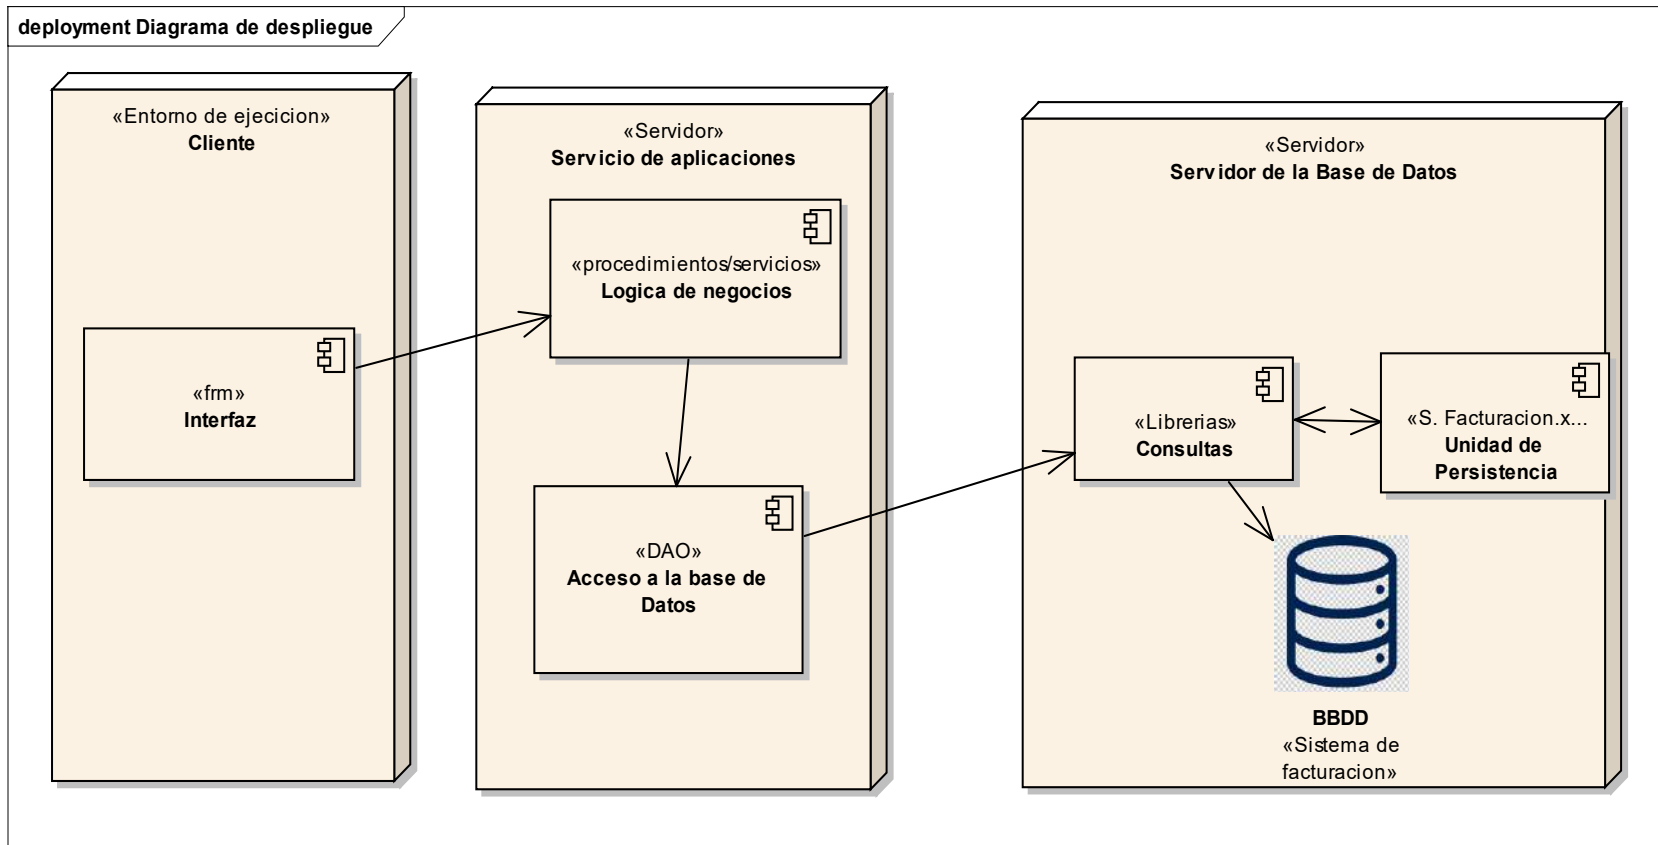 deployment Diagrama de despliegue
«Entorno de ejecicion»
Cliente
«frm»
Interfaz
«Servidor»
Servicio de aplicaciones
«procedimientos/servicios»
Logica de negocios
«DAO»
Acceso a la base de
Datos
«Servidor»
Servidor de la Base de Datos
«Librerias»
Consultas
«S. Facturacion.x...
Unidad de
Persistencia
BBDD
«Sistema de
facturacion»